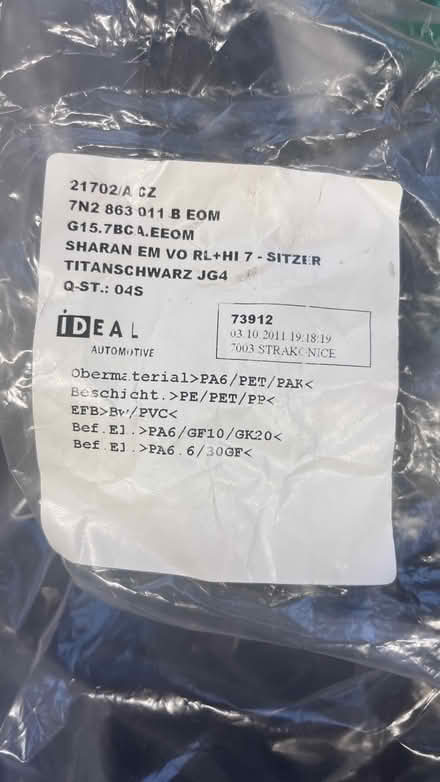 21702/A CZ
7N2 863 011 B EOM
G15.7BCA.EEOM
SHARAN EM VO RL+HI 7 - SITZER
TITANSCHWARZ JG4
Q-ST.: 04S
IDEAL
AUTOMOTIVE
73912
03.10 2011 19:18:19
7003 STRAKONICE
Obermaterial>PA6/PET/PAK<
Beschicht.>PE/PET/PP<
EFB>BW/PVC<
Bef.El.>PA6/GF10/GK20<
Bef.El.>PA6.6/30GF<